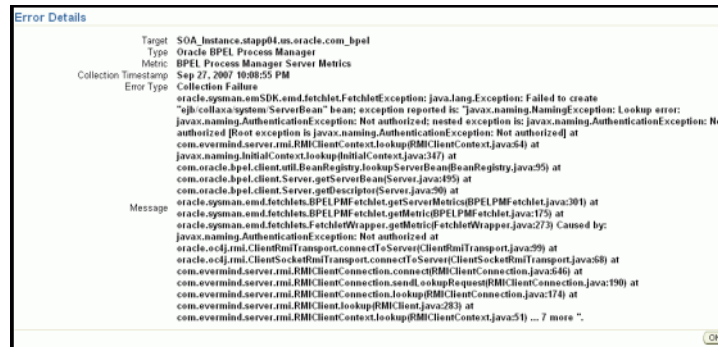 Error Details
Target SOA_Instance.stapp04.us.oracle.com_bpel
Type Oracle BPEL Process Manager
Metric BPEL Process Manager Server Metrics
Collection Timestamp Sep 27, 2007 10:08:55 PM
Error Type Collection Failure
oracle.sysman.emSDK.emd.fetchlet.FetchletException: java.lang.Exception: Failed to create
"ejb/collaxa/system/ServerBean" bean; exception reported is: "javax.naming.NamingException: Lookup error:
javax.naming.AuthenticationException: Not authorized; nested exception is: javax.naming.AuthenticationException: No
authorized [Root exception is javax.naming.AuthenticationException: Not authorized] at
com.evermind.server.rmi.RMIClientContext.lookup(RMIClientContext.java:64) at
javax.naming.InitialContext.lookup(InitialContext.java:347) at
com.oracle.bpel.client.util.BeanRegistry.lookupServerBean(BeanRegistry.java:95) at
com.oracle.bpel.client.Server.getServerBean(Server.java:495) at
com.oracle.bpel.client.Server.getDescriptor(Server.java:90) at
Message oracle.sysman.emd.fetchlets.BPELPMFetchlet.getServerMetrics(BPELPMFetchlet.java:301) at
oracle.sysman.emd.fetchlets.BPELPMFetchlet.getMetric(BPELPMFetchlet.java:175) at
oracle.sysman.emd.fetchlets.FetchletWrapper.getMetric(FetchletWrapper.java:273) Caused by:
javax.naming.AuthenticationException: Not authorized at
oracle.oc4j.rmi.ClientRmiTransport.connectToServer(ClientRmiTransport.java:99) at
oracle.oc4j.rmi.ClientSocketRmiTransport.connectToServer(ClientSocketRmiTransport.java:68) at
com.evermind.server.rmi.RMIClientConnection.connect(RMIClientConnection.java:646) at
com.evermind.server.rmi.RMIClientConnection.sendLookupRequest(RMIClientConnection.java:190) at
com.evermind.server.rmi.RMIClientConnection.lookup(RMIClientConnection.java:174) at
com.evermind.server.rmi.RMIClient.lookup(RMIClient.java:283) at
com.evermind.server.rmi.RMIClientContext.lookup(RMIClientContext.java:51) ... 7 more ".